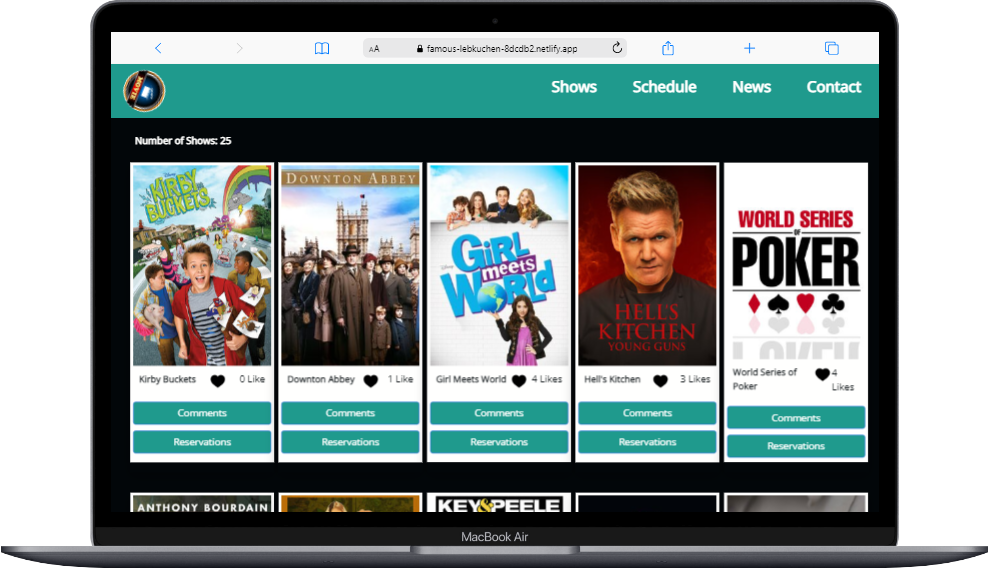 AA famous-lebkuchen-8dcdb2.netlify.app
MOVIE
Shows Schedule News Contact
Number of Shows: 25
Disney
KIRBY
BUCKETS
DOWNTON ABBEY
Disney
GiRL
meets
WORLD
HELL'S
KITCHEN
YOUNG GUNS
WORLD SERIES
OF
POKER
Kirby Buckets 0 Like
Downton Abbey 1 Like
Girl Meets World 4 Likes
Hell's Kitchen 3 Likes
World Series of
Poker
4
Likes
Comments
Reservations
Comments
Reservations
Comments
Reservations
Comments
Reservations
Comments
Reservations
ANTHONY BOURDAIN
KEY&PEELE
MacBook Air